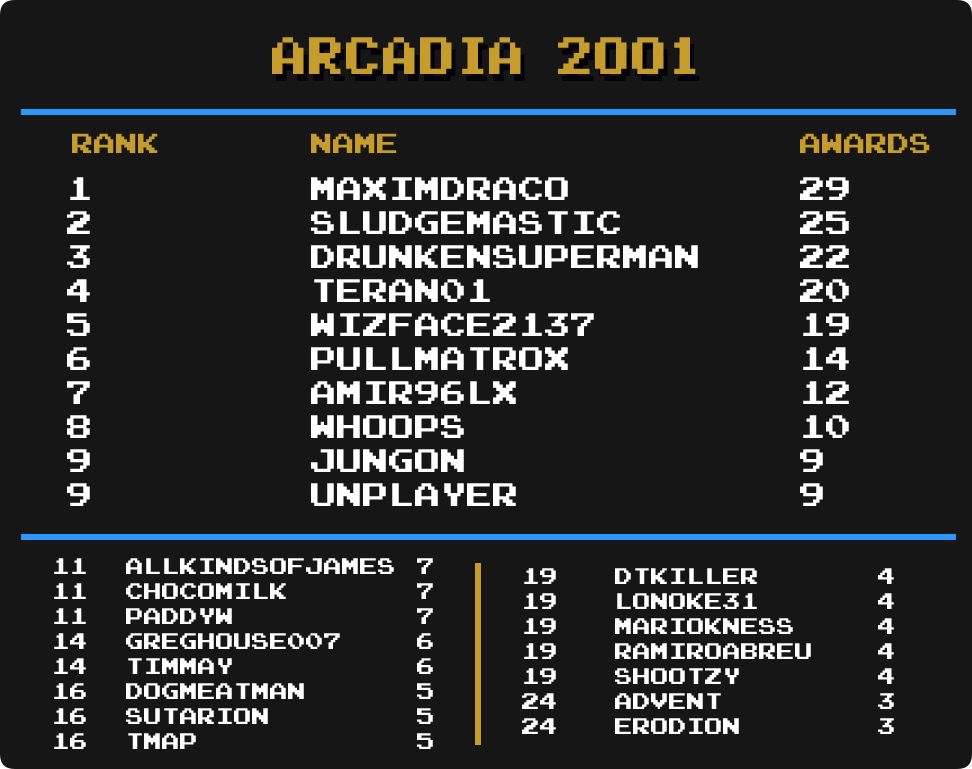 ARCADIA 2001
RANK NAME AWARDS
1 MAXIMDRACO 29
2 SLUDGEMASTIC 25
3 DRUNKENSUPERMAN 22
4 TERAN01 20
5 WIZFACE2137 19
6 PULLMATROX 14
7 AMIR96LX 12
8 WHOOPS 10
9 JUNGON 9
9 UNPLAYER 9
11 ALLKINDSOFJAMES 7
11 CHOCOMILK 7
11 PADDYW 7
14 GREGHOUSE007 6
14 TIMMAY 6
16 DOGMEATMAN 5
16 SUTARION 5
16 TMAP 5
19 DTKILLER 4
19 LONOKE31 4
19 MARIOKNESS 4
19 RAMIROABREU 4
19 SHOOTZY 4
24 ADVENT 3
24 ERODION 3